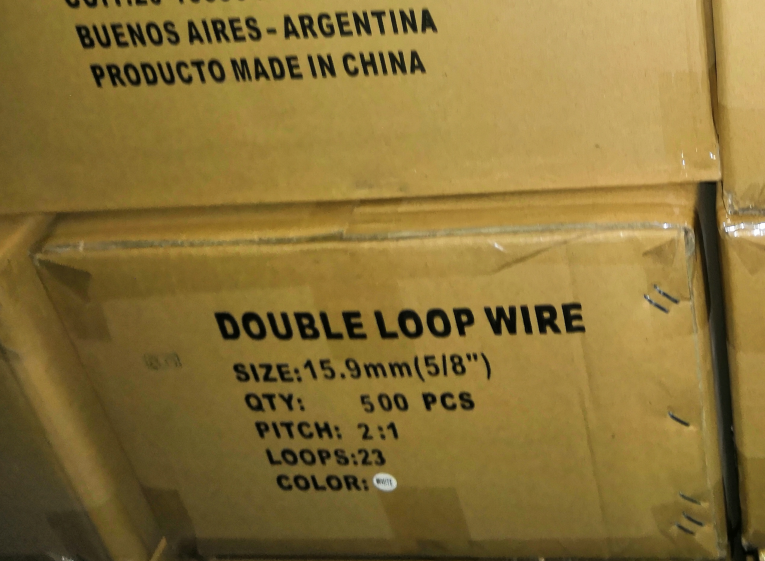 BUENOS AIRES - ARGENTINA
PRODUCTO MADE IN CHINA
DOUBLE LOOP WIRE
SIZE:15.9mm(5/8")
QTY: 500 PCS
PITCH: 2:1
LOOPS:23
COLOR: WHITE